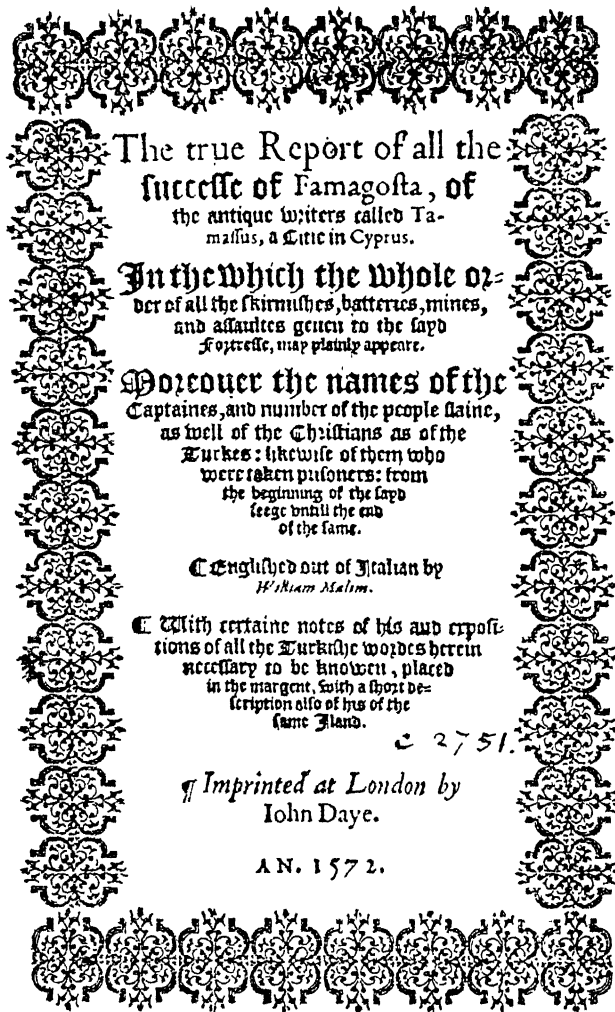 The true Report of all the
successe of Famagosta, of
the antique writers called Ta-
massus, a Citie in Cyprus.
In the which the whole or-
der of all the skirmishes, batteries, mines,
and assaultes geuen to the sayd
Fortresse, may plainly appeare.
Moreouer the names of the
Captaines, and number of the people slaine,
as well of the Christians as of the
Turkes: likewise of them who
were taken prisoners: from
the beginning of the sayd
seege vntill the end
of the same.
¶ Englished out of Italian by
William Malim.
¶ With certaine notes of his and exposi-
tions of all the Turkishe wordes herein
necessary to be knowen, placed
in the margent, with a short de-
scription also of his of the
same Iland.
C 2751.
¶ Imprinted at London by
Iohn Daye.
AN. 1572.